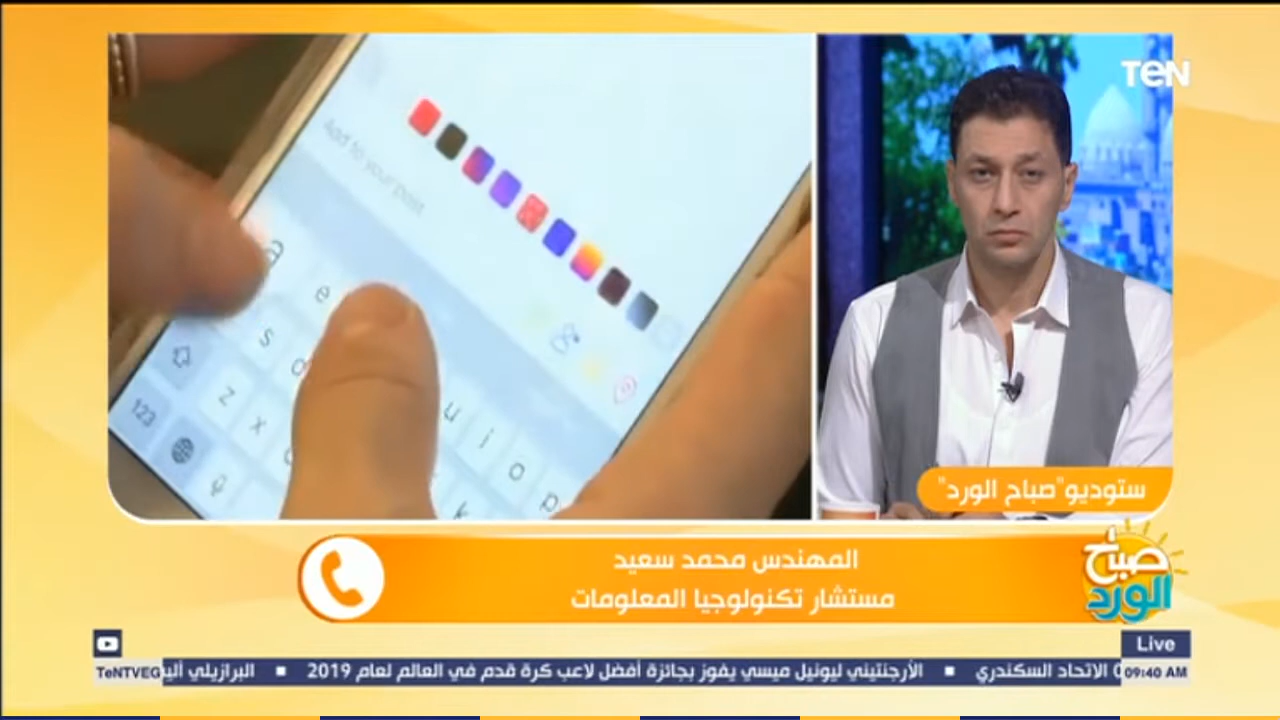 TeN
Add to your post
e
s
z x
u i o p
k
123
ستوديو"صباح الورد"
المهندس محمد سعيد
مستشار تكنولوجيا المعلومات
صباح
الورد
Live
09:40 AM
TeNTVEG
الاتحاد السكندري ■ الأرجنتيني ليونيل ميسي يفوز بجائزة أفضل لاعب كرة قدم في العالم لعام 2019 ■ البرازيلي